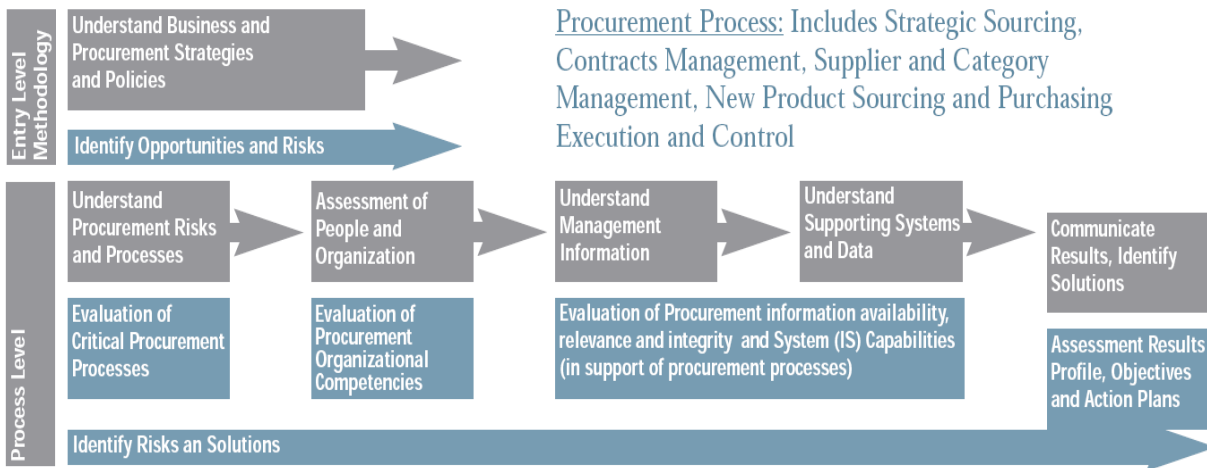 Entry Level
Methodology
Understand Business and
Procurement Strategies
and Policies
Procurement Process: Includes Strategic Sourcing,
Contracts Management, Supplier and Category
Management, New Product Sourcing and Purchasing
Execution and Control
Identify Opportunities and Risks
Process Level
Understand
Procurement Risks
and Processes
Assessment of
People and
Organization
Understand
Management
Information
Understand
Supporting Systems
and Data
Communicate
Results, Identify
Solutions
Evaluation of
Critical Procurement
Processes
Evaluation of
Procurement
Organizational
Competencies
Evaluation of Procurement information availability,
relevance and integrity and System (IS) Capabilities
(in support of procurement processes)
Assessment Results
Profile, Objectives
and Action Plans
Identify Risks an Solutions